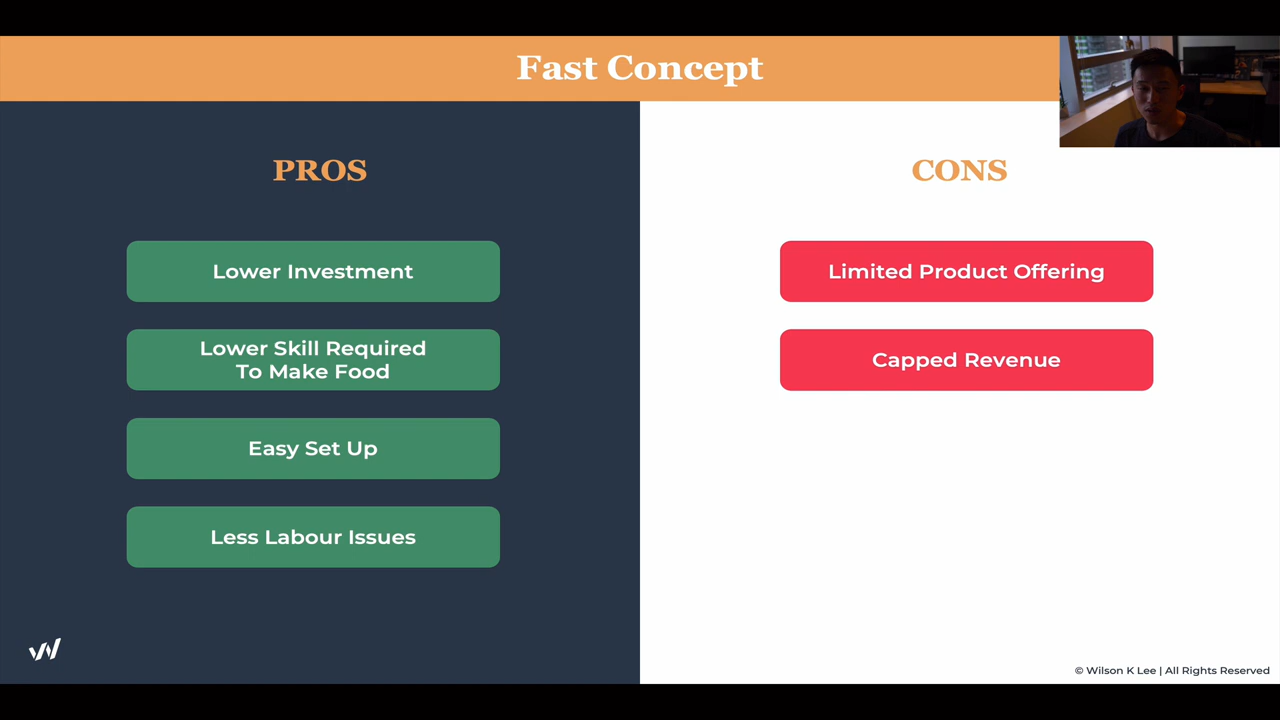 Fast Concept
PROS
Lower Investment
Lower Skill Required
To Make Food
Easy Set Up
Less Labour Issues
CONS
Limited Product Offering
Capped Revenue
© Wilson K Lee | All Rights Reserved